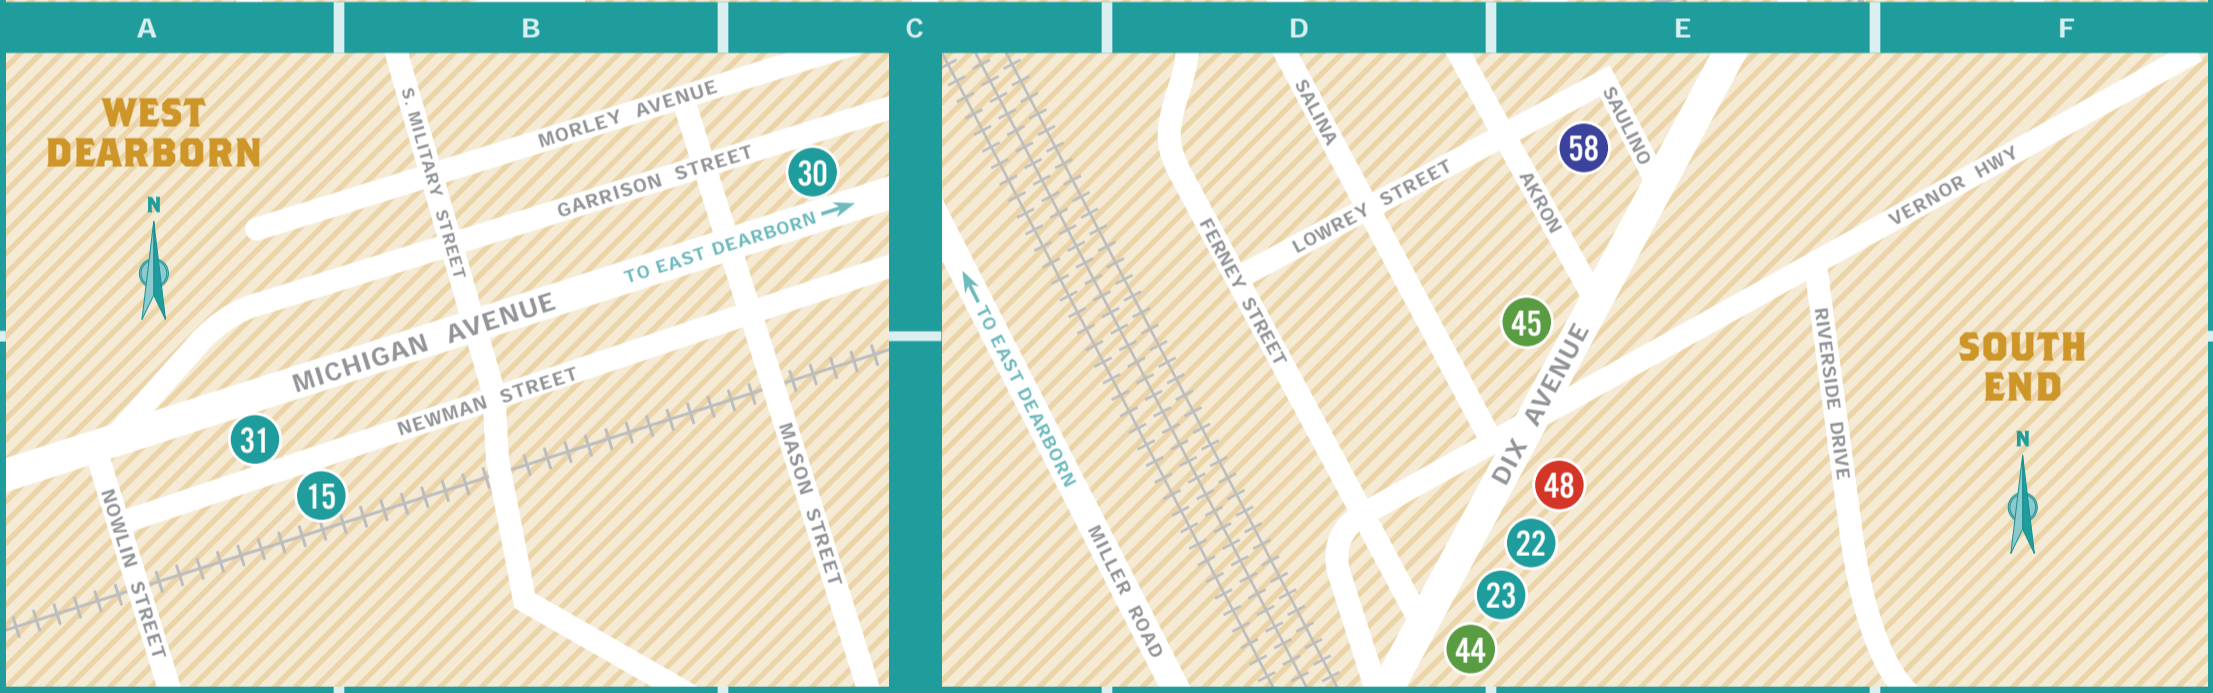 A
B
C
D
E
F
WEST
DEARBORN
N
S. MILITARY STREET
MORLEY AVENUE
GARRISON STREET
30
TO EAST DEARBORN
MICHIGAN AVENUE
NEWMAN STREET
31
15
NOWLIN STREET
MASON STREET
TO EAST DEARBORN
MILLER ROAD
FERNEY STREET
SALINA
LOWREY STREET
AKRON
SAULINO
58
45
DIX AVENUE
VERNOR HWY
RIVERSIDE DRIVE
48
22
23
44
SOUTH
END
N